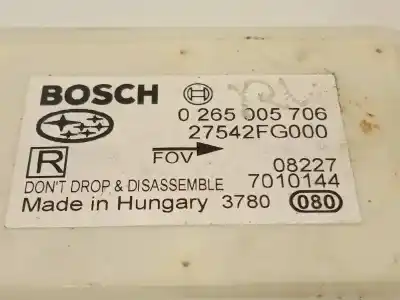 BOSCH 0 265 005 706
27542FG000
R FOV 08227
DON'T DROP & DISASSEMBLE 7010144
Made in Hungary 3780 080